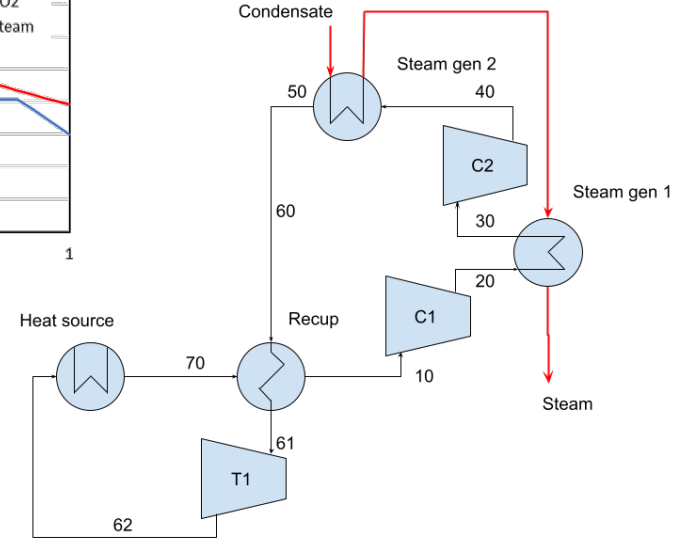 Condensate
team
Steam gen 2
50
40
C2
Steam gen 1
60
30
1
20
Heat source
Recup
C1
70
10
Steam
61
T1
62